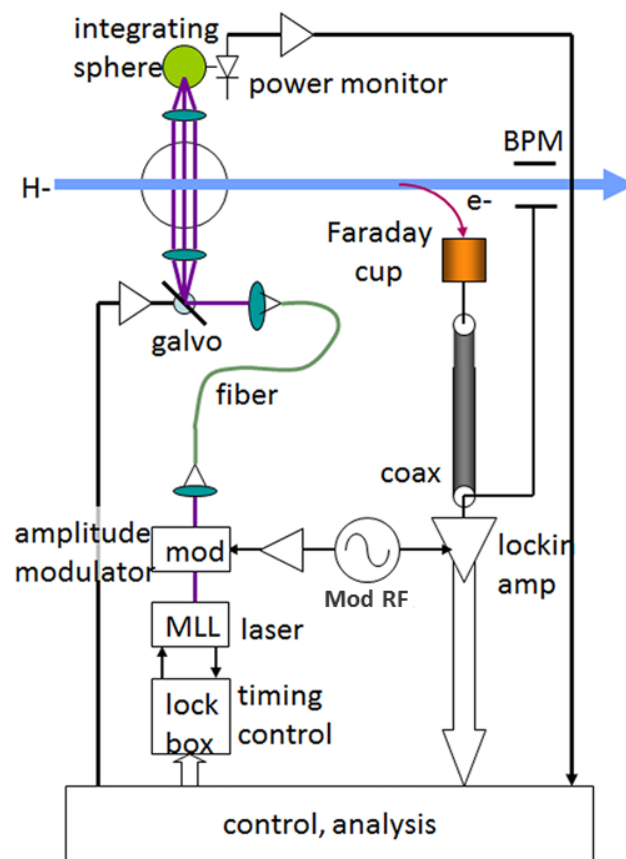 integrating
sphere
power monitor
BPM
H-
e-
Faraday
cup
galvo
fiber
coax
amplitude
modulator
mod
lockin
amp
Mod RF
MLL
laser
lock
box
timing
control
control, analysis